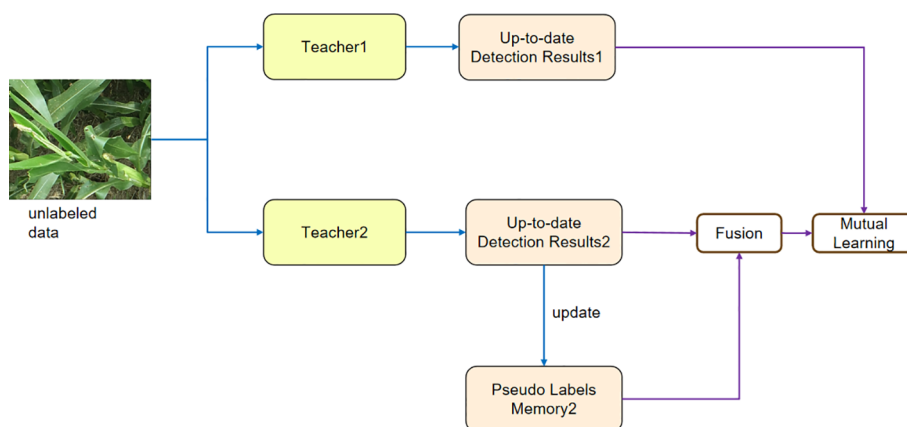 Teacher1
Up-to-date
Detection Results1
unlabeled
data
Teacher2
Up-to-date
Detection Results2
Fusion
Mutual
Learning
update
Pseudo Labels
Memory2